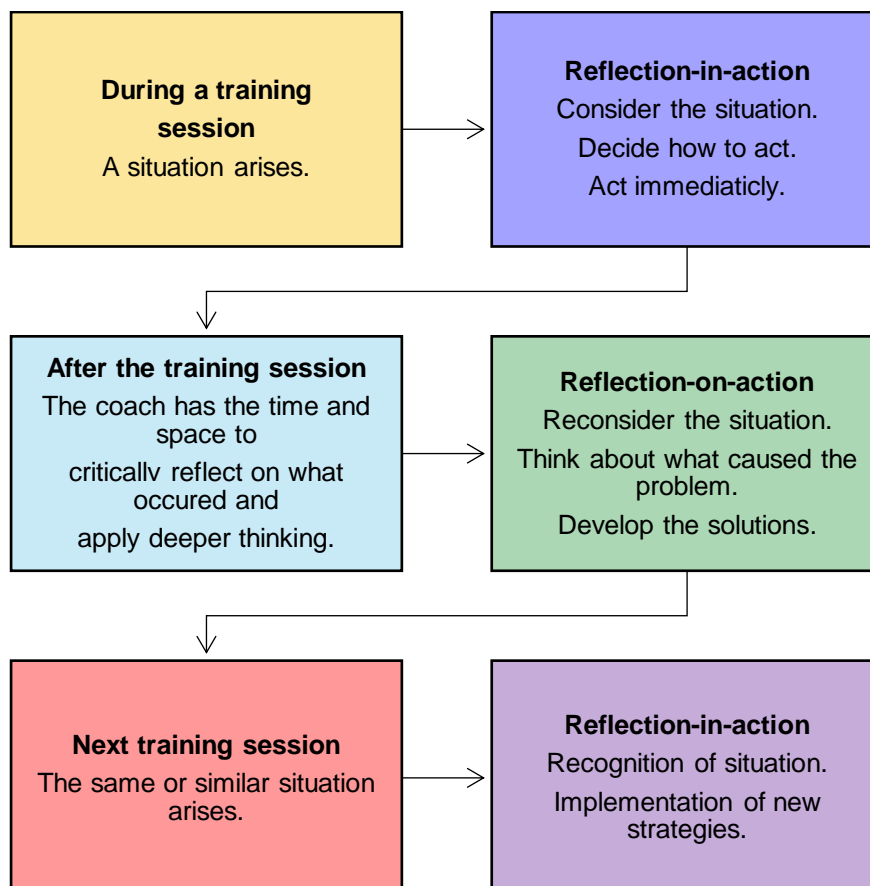 During a training
session
A situation arises.
Reflection-in-action
Consider the situation.
Decide how to act.
Act immediaticly.
After the training session
The coach has the time and
space to
criticallv reflect on what
occured and
apply deeper thinking.
Reflection-on-action
Reconsider the situation.
Think about what caused the
problem.
Develop the solutions.
Next training session
The same or similar situation
arises.
Reflection-in-action
Recognition of situation.
Implementation of new
strategies.